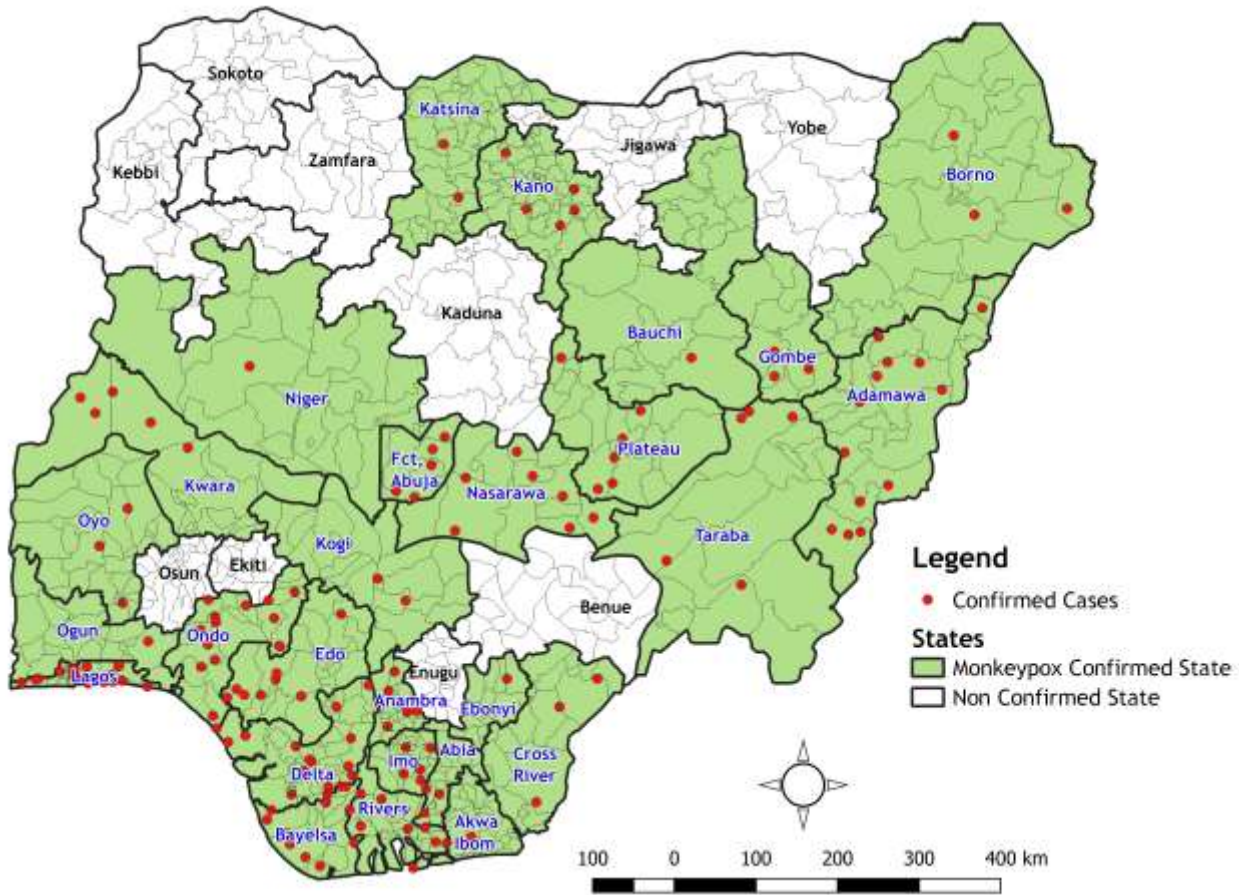 Sokoto
Katsina
Yobe
Jigawa
Kebbi
Zamfara
Kano
Borno
Kaduna
Bauchi
Gombe
Niger
Adamawa
Plateau
Fct,
Abuja
Nasarawa
Kwara
Oyo
Kogi
Taraba
Osun
Ekiti
Benue
Ogun
Ondo
Edo
Lagos
Enugu
Anambra
Ebonyi
Abia
Imo
Cross
River
Delta
Rivers
Akwa
Ibom
Bayelsa
Legend
Confirmed Cases
States
Monkeypox Confirmed State
Non Confirmed State
100 0 100 200 300 400 km